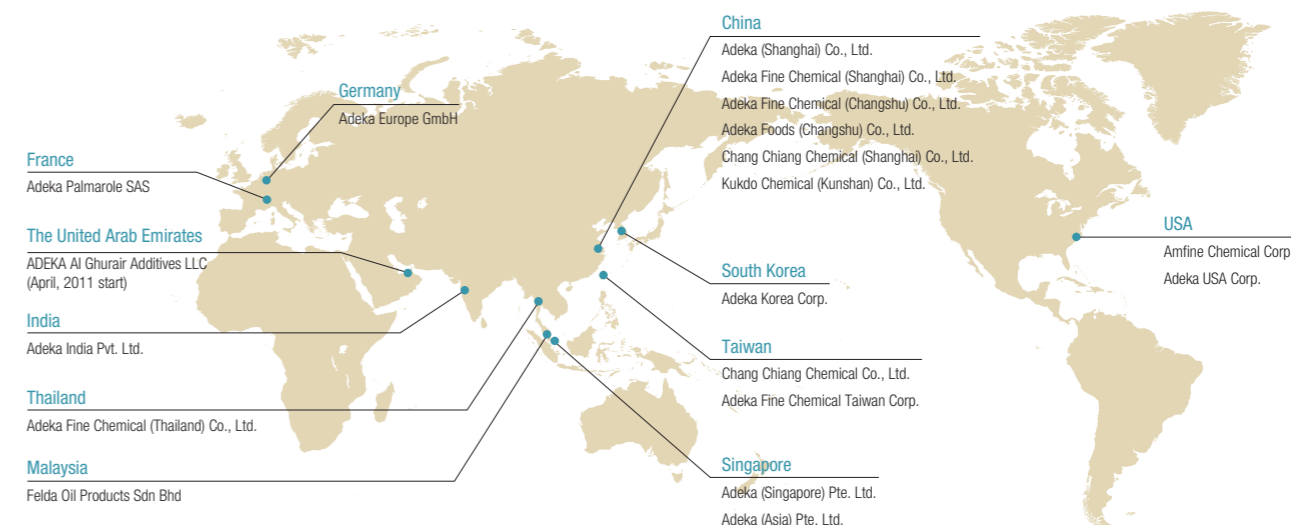 Germany
Adeka Europe GmbH
France
Adeka Palmarole SAS
The United Arab Emirates
ADEKA Al Ghurair Additives LLC
(April, 2011 start)
India
Adeka India Pvt. Ltd.
Thailand
Adeka Fine Chemical (Thailand) Co., Ltd.
Malaysia
Felda Oil Products Sdn Bhd
China
Adeka (Shanghai) Co., Ltd.
Adeka Fine Chemical (Shanghai) Co., Ltd.
Adeka Fine Chemical (Changshu) Co., Ltd.
Adeka Foods (Changshu) Co., Ltd.
Chang Chiang Chemical (Shanghai) Co., Ltd.
Kukdo Chemical (Kunshan) Co., Ltd.
South Korea
Adeka Korea Corp.
Taiwan
Chang Chiang Chemical Co., Ltd.
Adeka Fine Chemical Taiwan Corp.
Singapore
Adeka (Singapore) Pte. Ltd.
Adeka (Asia) Pte. Ltd.
USA
Amfine Chemical Corp
Adeka USA Corp.